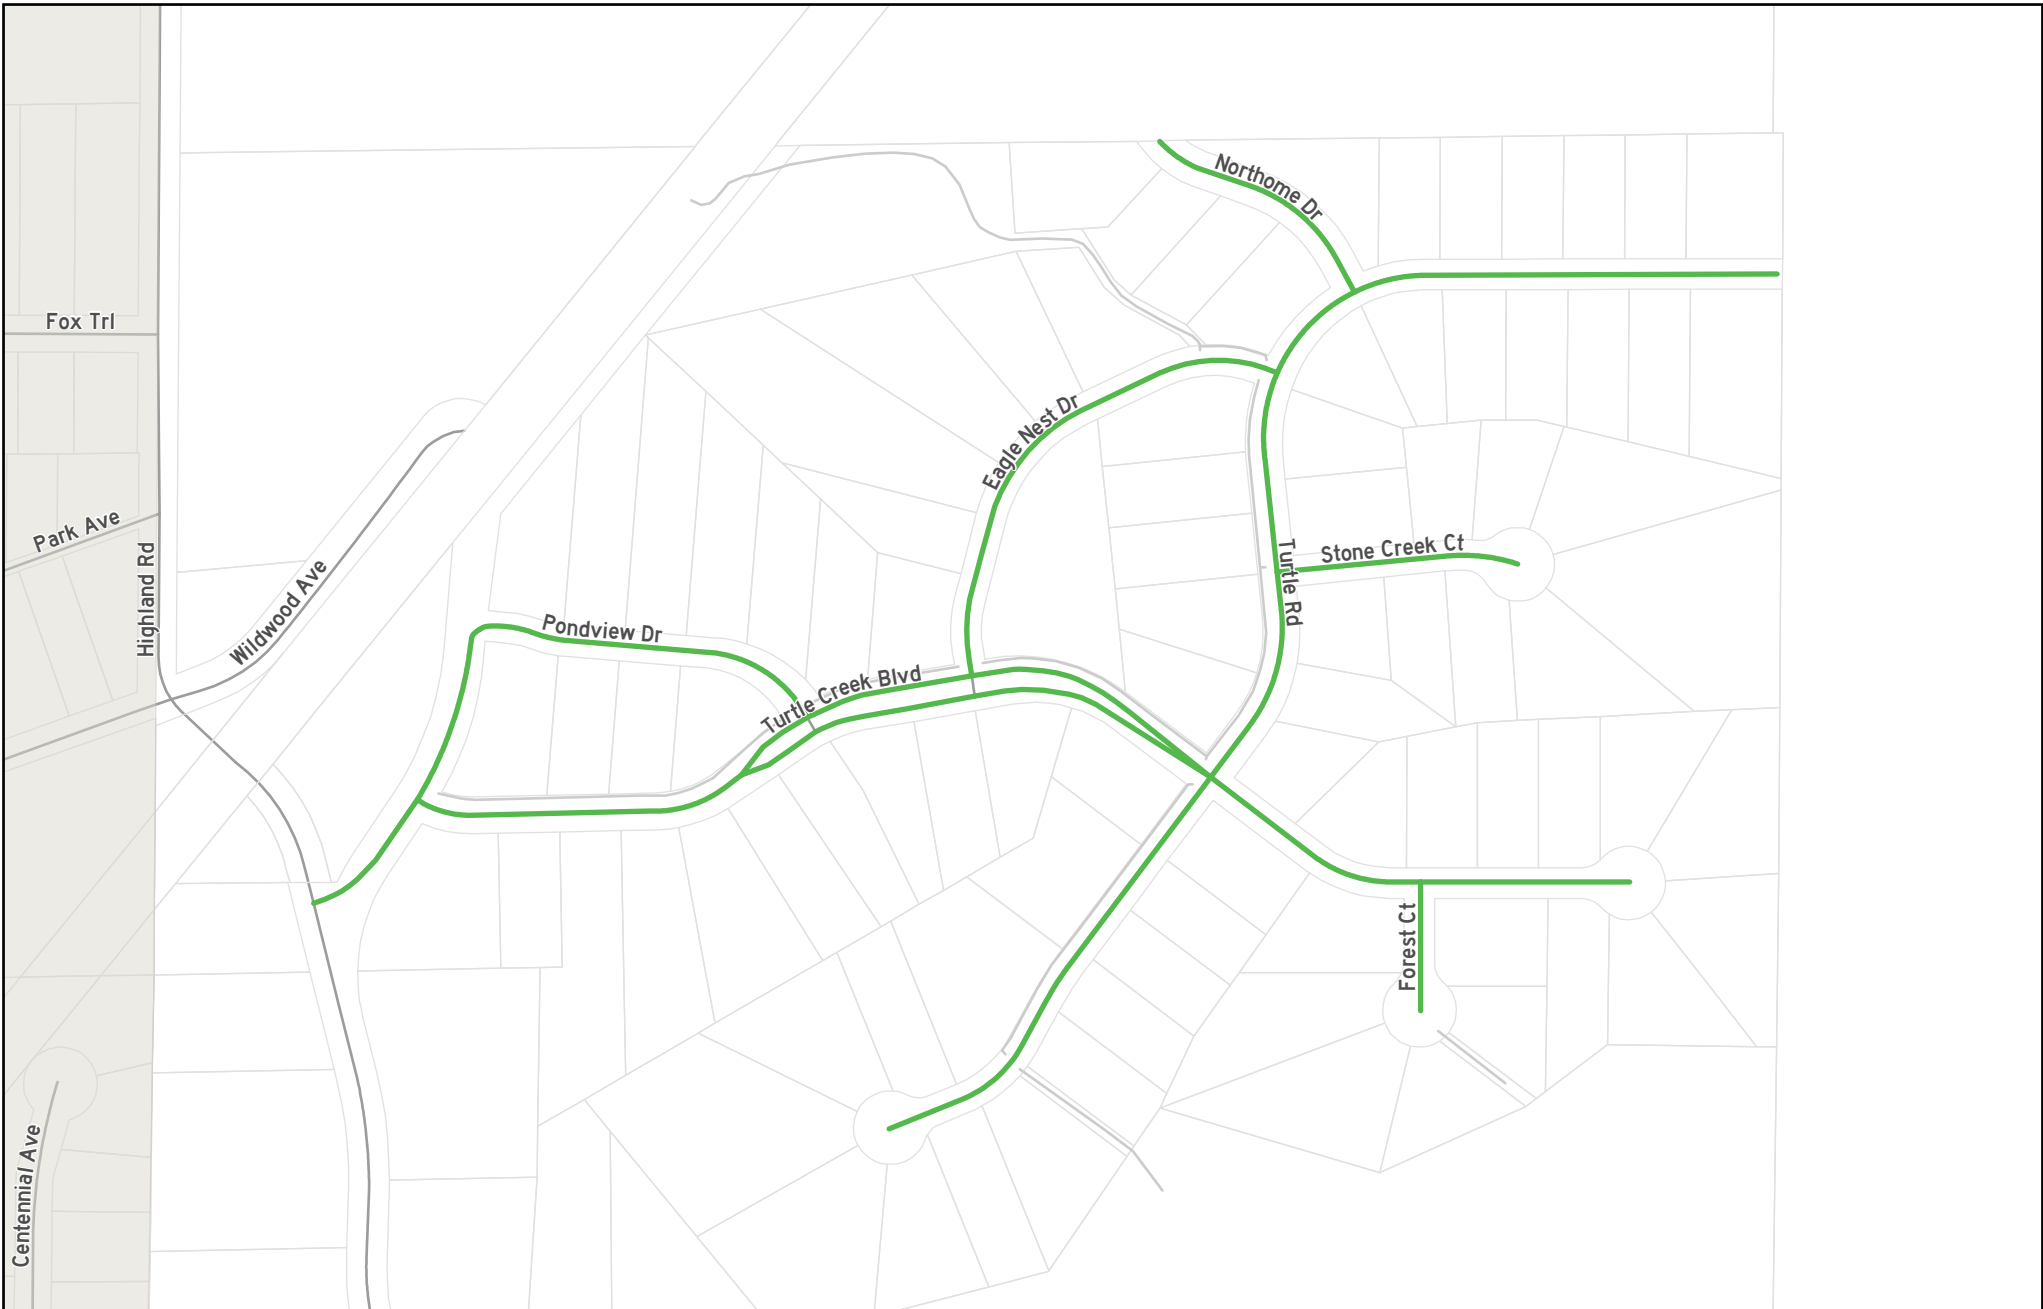 Northome Dr
Fox Trl
Eagle Nest Dr
Park Ave
Highland Rd
Wildwood Ave
Stone Creek Ct
Turtle Rd
Pondview Dr
Turtle Creek Blvd
Forest Ct
Centennial Ave